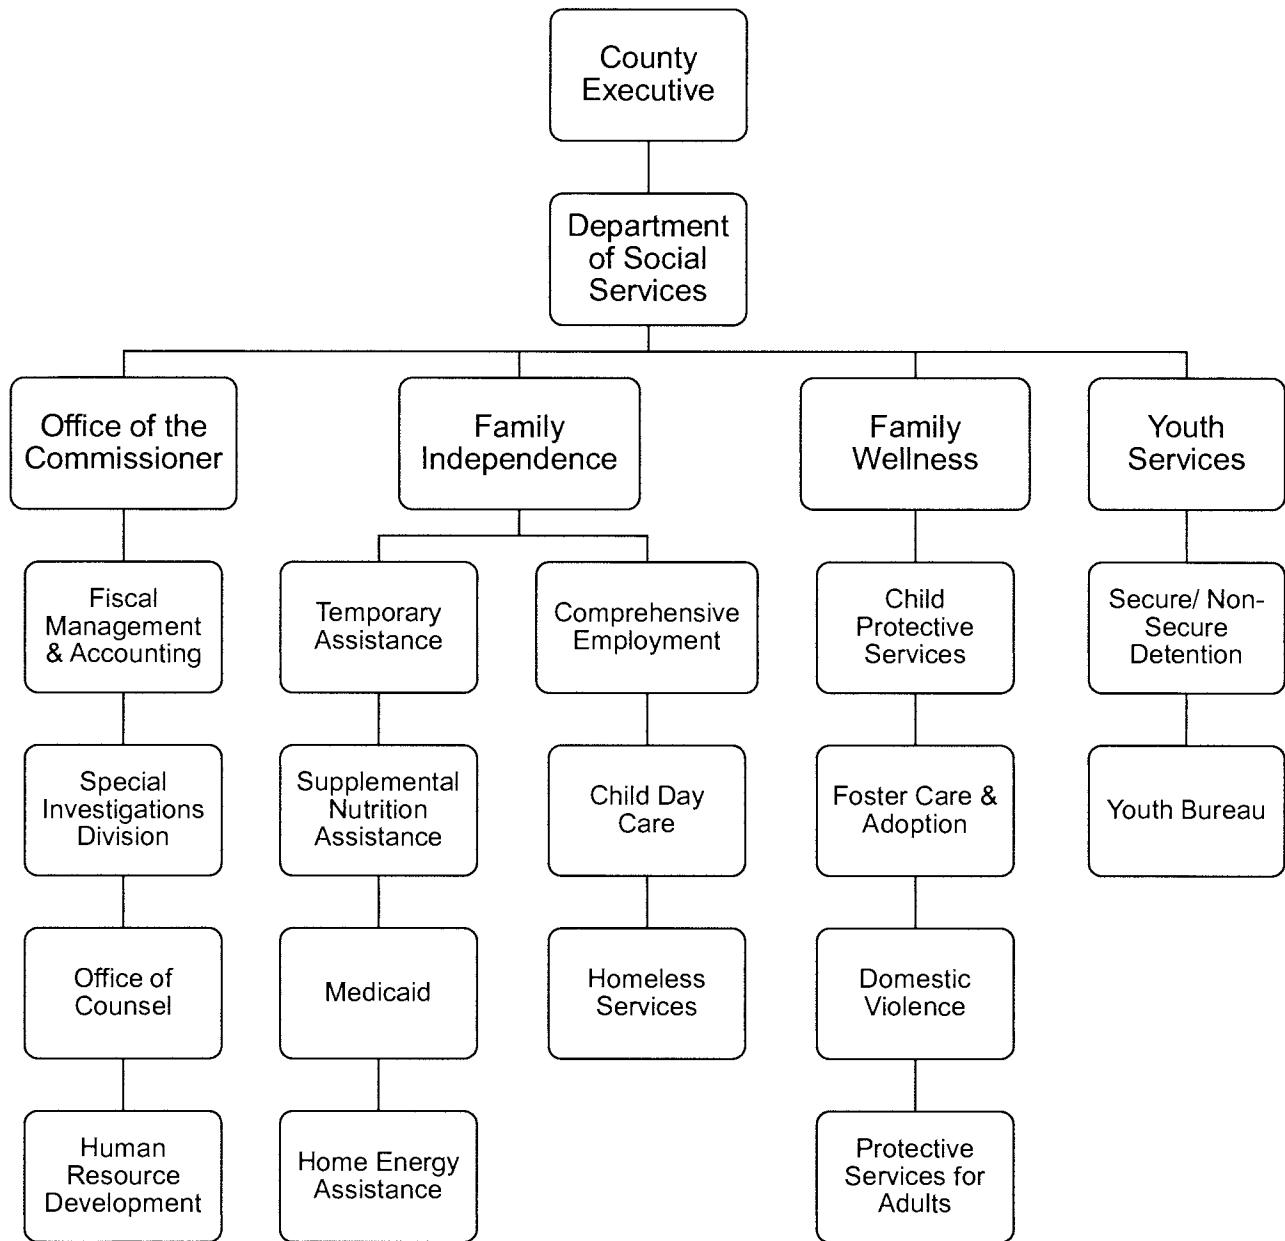 County
Executive
Department
of Social
Services
Office of the
Commissioner
Family
Independence
Family
Wellness
Youth
Services
Fiscal
Management
& Accounting
Temporary
Assistance
Comprehensive
Employment
Child
Protective
Services
Secure/ Non-
Secure
Detention
Special
Investigations
Division
Supplemental
Nutrition
Assistance
Child Day
Care
Foster Care &
Adoption
Youth Bureau
Office of
Counsel
Medicaid
Homeless
Services
Domestic
Violence
Human
Resource
Development
Home Energy
Assistance
Protective
Services for
Adults